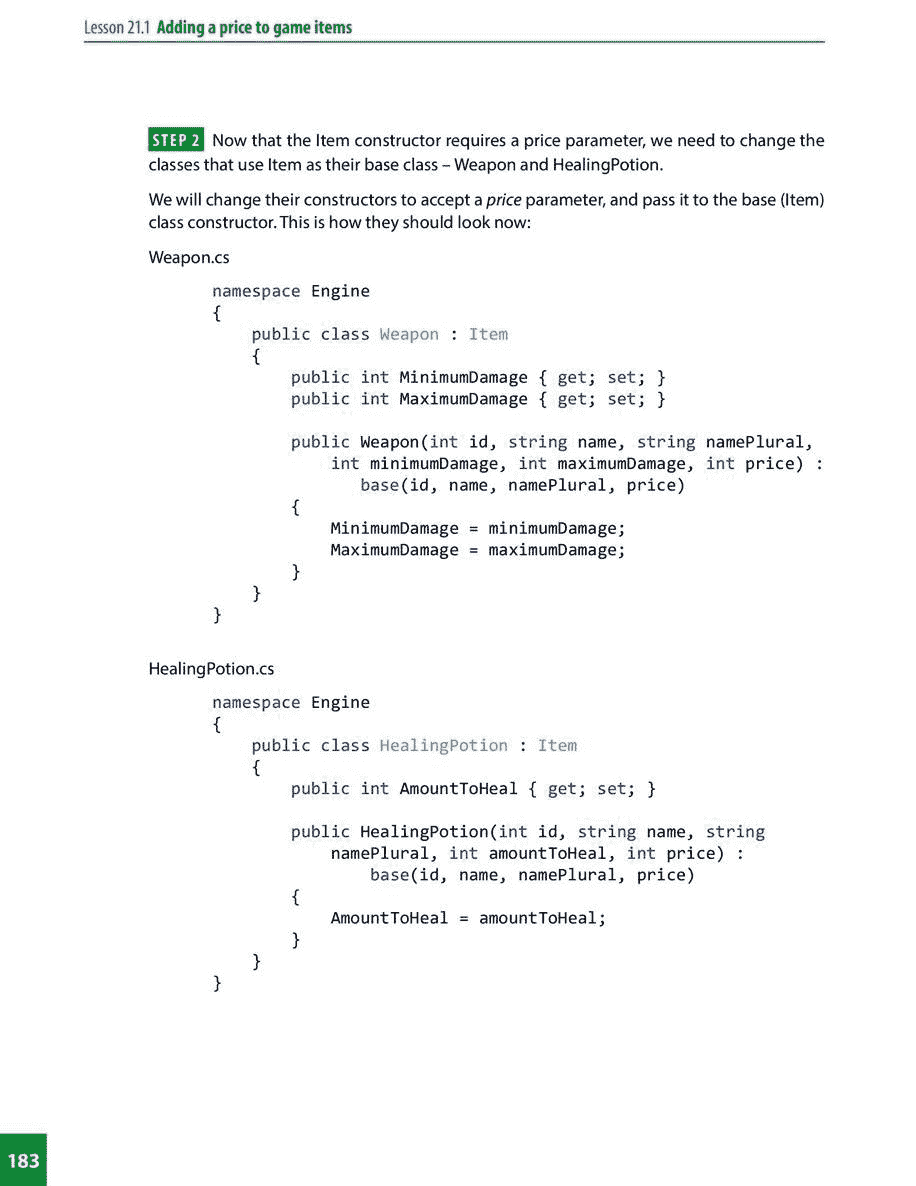 Lesson 21.1 Adding a price to game items
STEP 2 Now that the Item constructor requires a price parameter, we need to change the
classes that use Item as their base class – Weapon and HealingPotion.
We will change their constructors to accept a price parameter, and pass it to the base (Item)
class constructor. This is how they should look now:
Weapon.cs
namespace Engine
{
    public class Weapon : Item
    {
        public int MinimumDamage { get; set; }
        public int MaximumDamage { get; set; }
        public Weapon(int id, string name, string namePlural,
            int minimumDamage, int maximumDamage, int price) :
               base(id, name, namePlural, price)
        {
            MinimumDamage = minimumDamage;
            MaximumDamage = maximumDamage;
        }
    }
}
HealingPotion.cs
namespace Engine
{
    public class HealingPotion : Item
    {
        public int AmountToHeal { get; set; }
        public HealingPotion(int id, string name, string
            namePlural, int amountToHeal, int price) :
                base(id, name, namePlural, price)
        {
            AmountToHeal = amountToHeal;
        }
    }
}
183